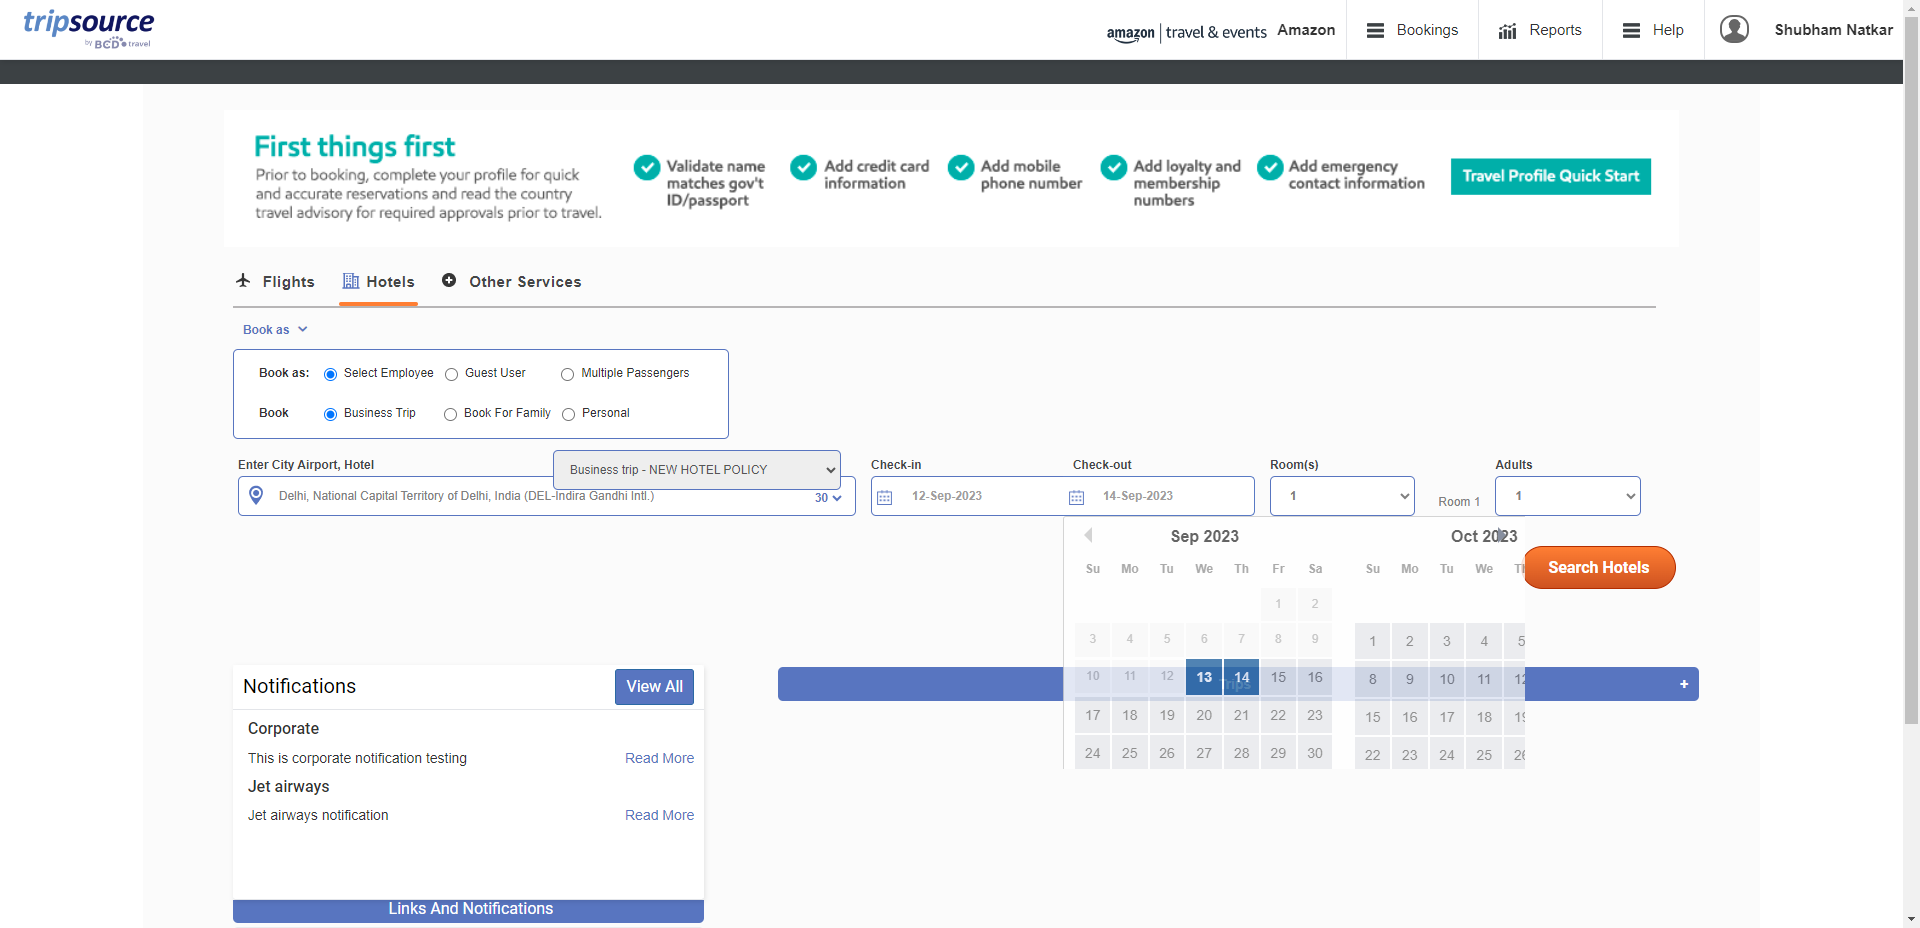 tripsource
by BCD travel
amazon | travel & events Amazon
Bookings
Reports
Help
Shubham Natkar
First things first
Prior to booking, complete your profile for quick
and accurate reservations and read the country
travel advisory for required approvals prior to travel.
Validate name
matches gov't
ID/passport
Add credit card
information
Add mobile
phone number
Add loyalty and
membership
numbers
Add emergency
contact information
Travel Profile Quick Start
Flights
Hotels
Other Services
Book as
Book as: Select Employee Guest User Multiple Passengers
Book Business Trip Book For Family Personal
Enter City Airport, Hotel
Business trip - NEW HOTEL POLICY
Delhi, National Capital Territory of Delhi, India (DEL-Indira Gandhi Intl.)
30
Check-in
12-Sep-2023
Check-out
14-Sep-2023
Room(s)
1
Room 1
Adults
1
Sep 2023
Su Mo Tu We Th Fr Sa
1 2
3 4 5 6 7 8 9
10 11 12 13 14 15 16
17 18 19 20 21 22 23
24 25 26 27 28 29 30
Oct 2023
Su Mo Tu We
1 2 3 4 5
8 9 10 11 12
15 16 17 18 19
22 23 24 25 26
Search Hotels
Trips
+
Notifications
View All
Corporate
This is corporate notification testing Read More
Jet airways
Jet airways notification Read More
Links And Notifications